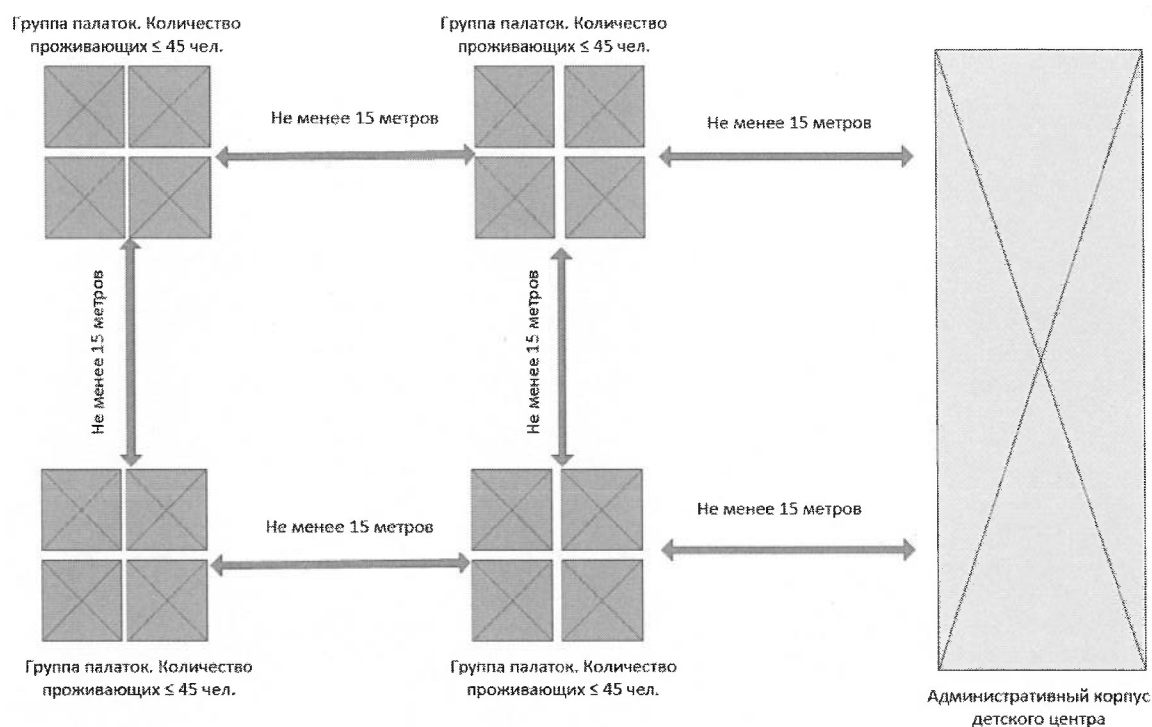 Группа палаток. Количество
проживающих ≤ 45 чел.
Группа палаток. Количество
проживающих ≤ 45 чел.
Не менее 15 метров
Не менее 15 метров
Не менее 15 метров
Не менее 15 метров
Не менее 15 метров
Не менее 15 метров
Группа палаток. Количество
проживающих ≤ 45 чел.
Группа палаток. Количество
проживающих ≤ 45 чел.
Административный корпус
детского центра